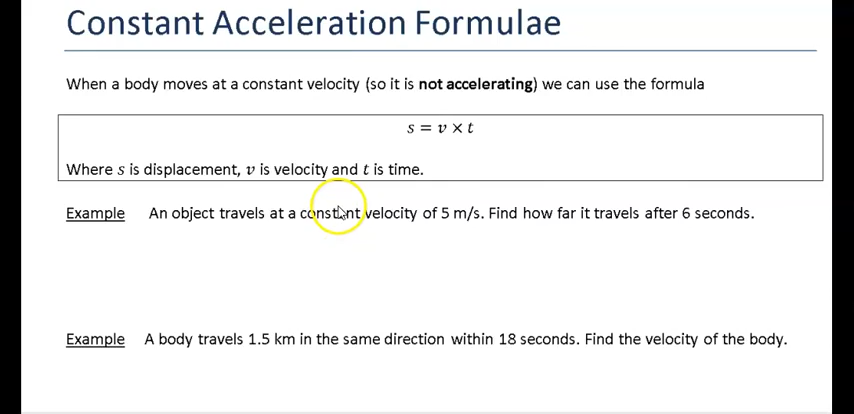 Constant Acceleration Formulae
When a body moves at a constant velocity (so it is not accelerating) we can use the formula
s = v × t
Where s is displacement, v is velocity and t is time.
Example An object travels at a constant velocity of 5 m/s. Find how far it travels after 6 seconds.
Example A body travels 1.5 km in the same direction within 18 seconds. Find the velocity of the body.